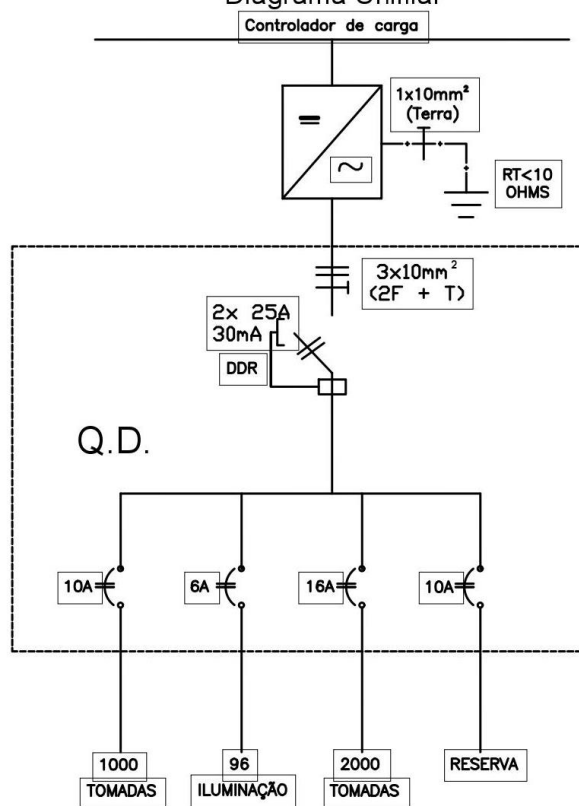 Diagrama Unifilar
Controlador de carga
1x10mm²
(Terra)
RT<10
OHMS
3x10mm²
(2F + T)
2x 25A
30mA
DDR
Q.D.
10A
6A
16A
10A
1000
TOMADAS
96
ILUMINAÇÃO
2000
TOMADAS
RESERVA